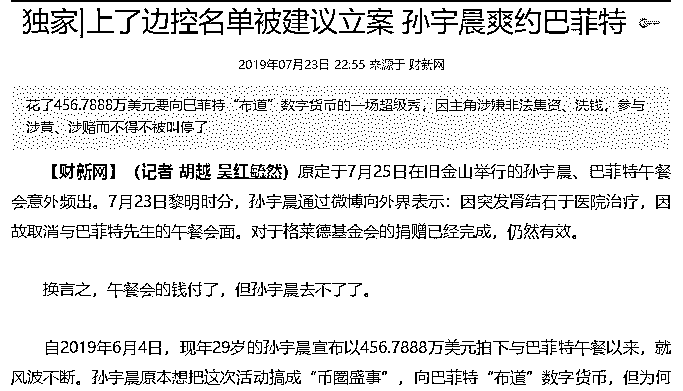 独家|上了边控名单被建议立案 孙宇晨爽约巴菲特
2019年07月23日 22:55 来源于 财新网
花了456.7888万美元要向巴菲特“布道”数字货币的一场超级秀，因主角涉嫌非法集资、洗钱，参与
涉黄、涉赌而不得不被叫停了
【财新网】（记者 胡越 吴红毓然）原定于7月25日在旧金山举行的孙宇晨、巴菲特午餐
会意外频出。7月23日黎明时分，孙宇晨通过微博向外界表示：因突发肾结石于医院治疗，因
故取消与巴菲特先生的午餐会面。对于格莱德基金会的捐赠已经完成，仍然有效。
换言之，午餐会的钱付了，但孙宇晨去不了了。
自2019年6月4日，现年29岁的孙宇晨宣布以456.7888万美元拍下与巴菲特午餐以来，就
风波不断。孙宇晨原本想把这次活动搞成“币圈盛事”，向巴菲特“布道”数字货币，但为何